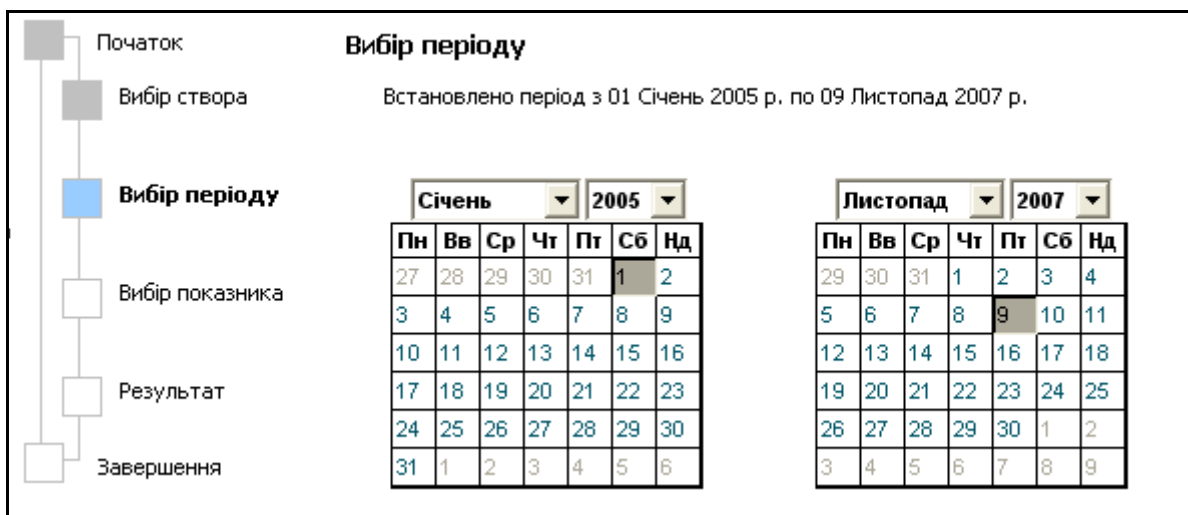 Початок
Вибір створа
Вибір періоду
Вибір показника
Результат
Завершення
Вибір періоду
Встановлено період з 01 Січень 2005 р. по 09 Листопад 2007 р.
Січень 2005
Пн Вв Ср Чт Пт Сб Нд
27 28 29 30 31 1 2
3 4 5 6 7 8 9
10 11 12 13 14 15 16
17 18 19 20 21 22 23
24 25 26 27 28 29 30
31 1 2 3 4 5 6
Листопад 2007
Пн Вв Ср Чт Пт Сб Нд
29 30 31 1 2 3 4
5 6 7 8 9 10 11
12 13 14 15 16 17 18
19 20 21 22 23 24 25
26 27 28 29 30 1 2
3 4 5 6 7 8 9